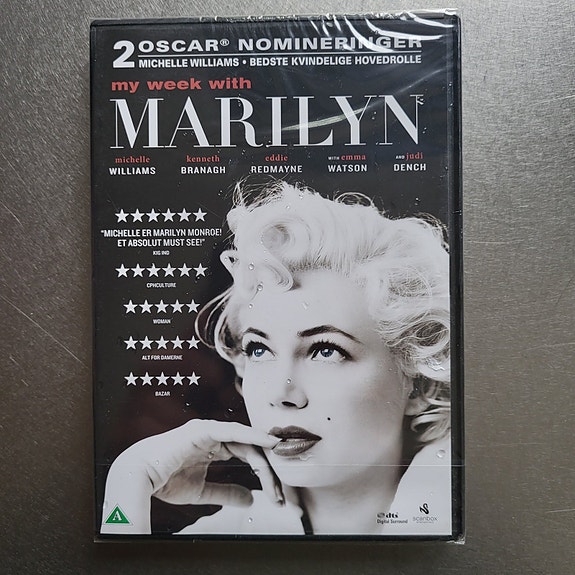 2 OSCAR® NOMINERINGER
MICHELLE WILLIAMS • BEDSTE KVINDELIGE HOVEDROLLE
my week with
MARILYN
michelle WILLIAMS
kenneth BRANAGH
eddie REDMAYNE
WITH emma WATSON
AND judi DENCH
"MICHELLE ER MARILYN MONROE!
ET ABSOLUT MUST SEE!"
KIG IND
CPHCULTURE
WOMAN
ALT FOR DAMERNE
BAZAR
A
dts
Digital Surround
scanbox